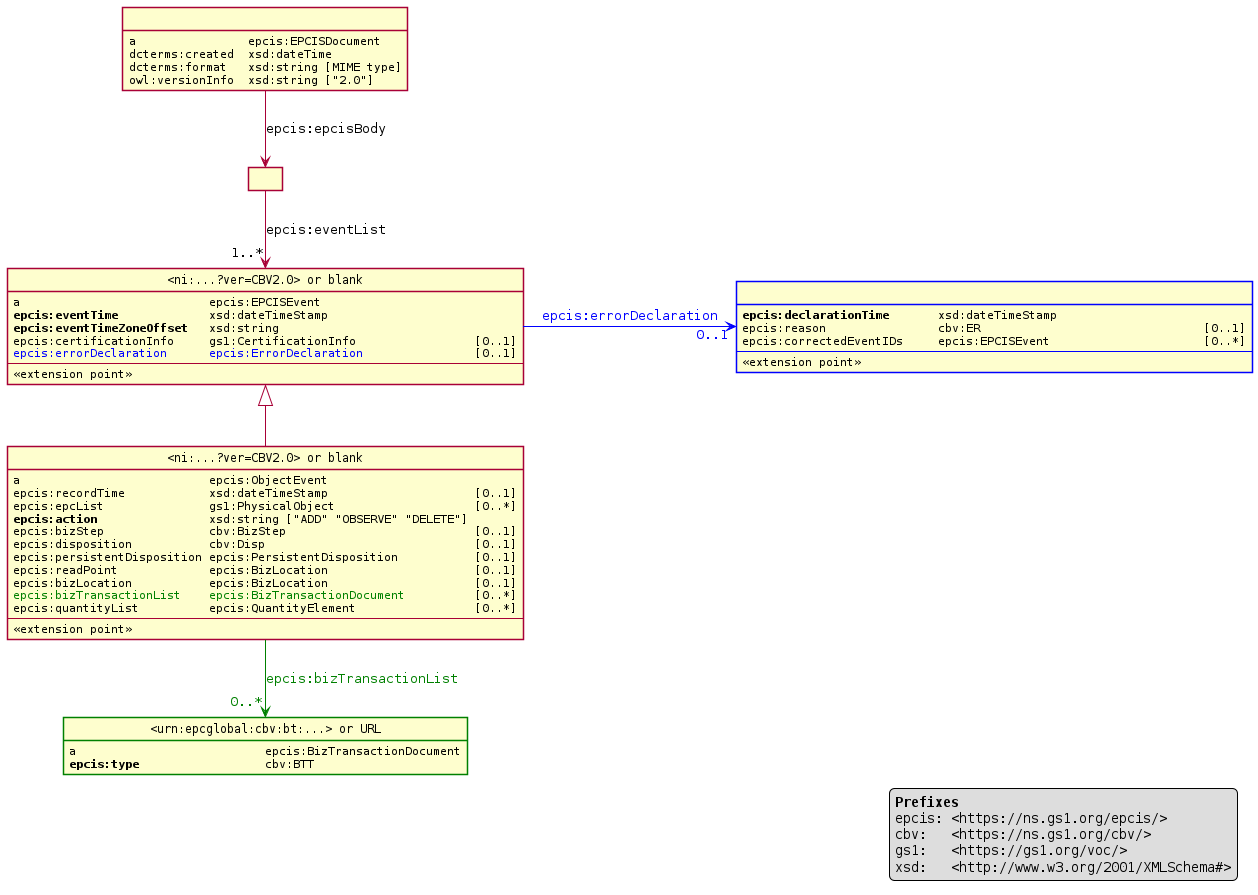 a epcis:EPCISDocument
dcterms:created xsd:dateTime
dcterms:format xsd:string [MIME type]
owl:versionInfo xsd:string ["2.0"]
epcis:epcisBody
epcis:eventList
1..*
<ni:...?ver=CBV2.0> or blank
a epcis:EPCISEvent
epcis:eventTime xsd:dateTimeStamp
epcis:eventTimeZoneOffset xsd:string
epcis:certificationInfo gs1:CertificationInfo [0..1]
epcis:errorDeclaration epcis:ErrorDeclaration [0..1]
«extension point»
epcis:errorDeclaration
0..1
epcis:declarationTime xsd:dateTimeStamp
epcis:reason cbv:ER [0..1]
epcis:correctedEventIDs epcis:EPCISEvent [0..*]
«extension point»
<ni:...?ver=CBV2.0> or blank
a epcis:ObjectEvent
epcis:recordTime xsd:dateTimeStamp [0..1]
epcis:epcList gs1:PhysicalObject [0..*]
epcis:action xsd:string ["ADD" "OBSERVE" "DELETE"]
epcis:bizStep cbv:BizStep [0..1]
epcis:disposition cbv:Disp [0..1]
epcis:persistentDisposition epcis:PersistentDisposition [0..1]
epcis:readPoint epcis:BizLocation [0..1]
epcis:bizLocation epcis:BizLocation [0..1]
epcis:bizTransactionList epcis:BizTransactionDocument [0..*]
epcis:quantityList epcis:QuantityElement [0..*]
«extension point»
epcis:bizTransactionList
0..*
<urn:epcglobal:cbv:bt:...> or URL
a epcis:BizTransactionDocument
epcis:type cbv:BTT
Prefixes
epcis: <https://ns.gs1.org/epcis/>
cbv: <https://ns.gs1.org/cbv/>
gs1: <https://gs1.org/voc/>
xsd: <http://www.w3.org/2001/XMLSchema#>